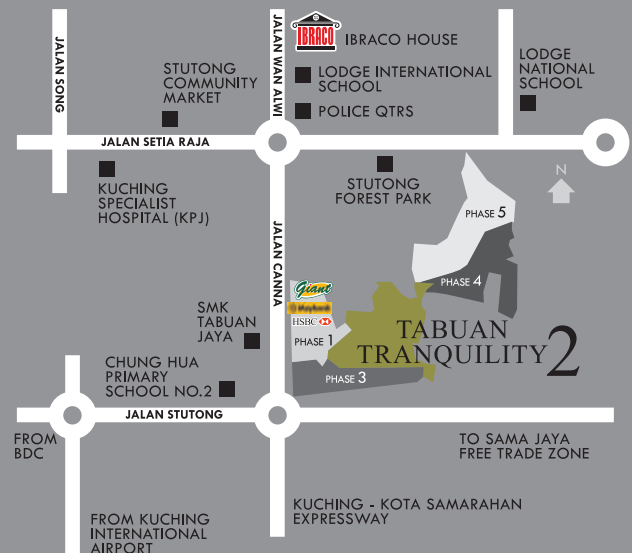 JALAN SONG
JALAN WAN ALWI
IBRACO
IBRACO HOUSE
STUTONG
COMMUNITY
MARKET
LODGE INTERNATIONAL
SCHOOL
POLICE QTRS
LODGE
NATIONAL
SCHOOL
JALAN SETIA RAJA
KUCHING
SPECIALIST
HOSPITAL (KPJ)
STUTONG
FOREST PARK
N
PHASE 5
JALAN CANNA
PHASE 4
Giant
Maybank
HSBC
SMK
TABUAN
JAYA
PHASE 1
TABUAN
TRANQUILITY 2
CHUNG HUA
PRIMARY
SCHOOL NO.2
PHASE 3
JALAN STUTONG
FROM
BDC
TO SAMA JAYA
FREE TRADE ZONE
KUCHING - KOTA SAMARAHAN
EXPRESSWAY
FROM KUCHING
INTERNATIONAL
AIRPORT